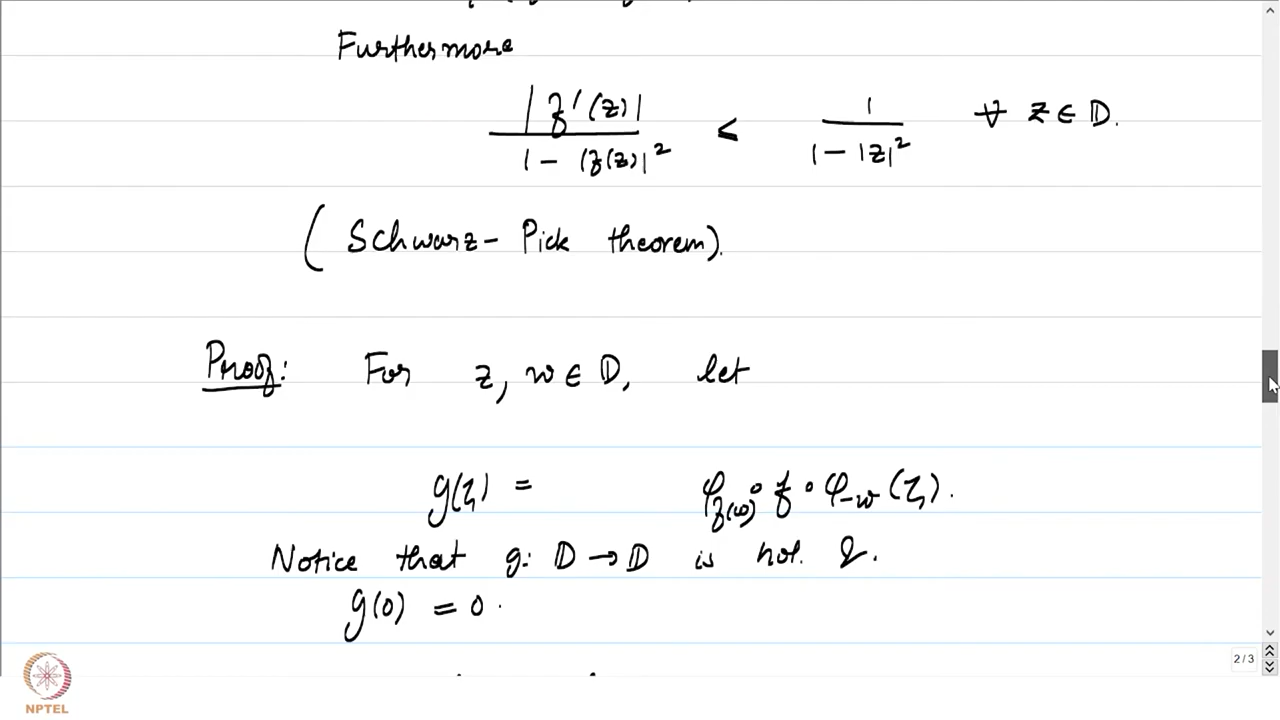 Furthermore
|f'(z)| / 1 - |f(z)|² ≤ 1 / 1 - |z|² ∀ z ∈ 𝔻.
(Schwarz-Pick theorem).
Proof: For z, w ∈ 𝔻, let
g(ζ) = φ_{f(w)} ∘ f ∘ φ_{-w}(ζ).
Notice that g: 𝔻 → 𝔻 is hol. &.
g(0) = 0.
2 / 3
NPTEL